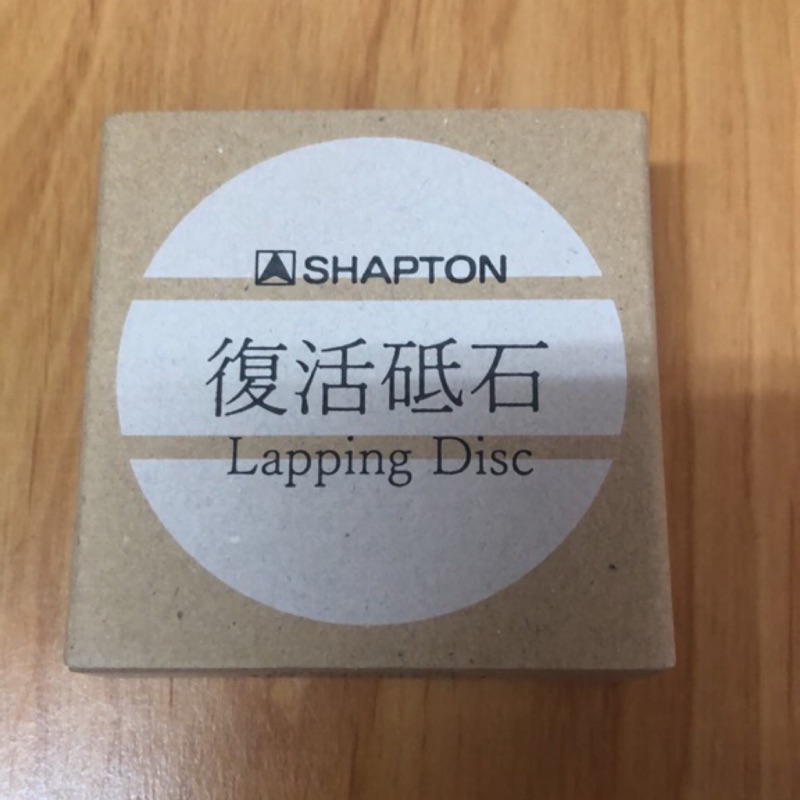 SHAPTON
復活砥石
Lapping Disc